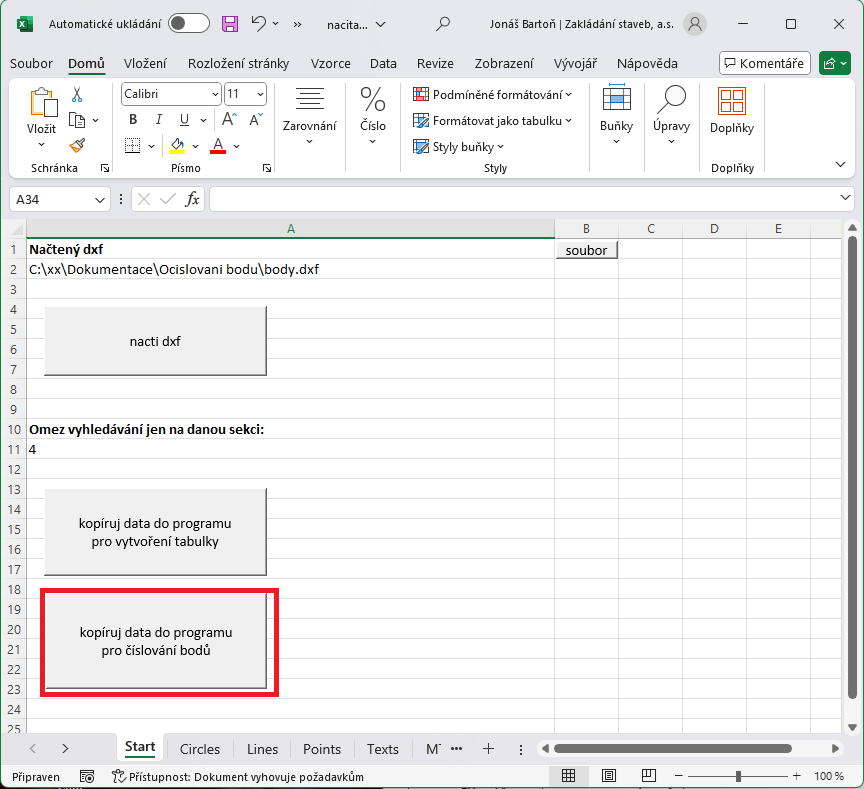 Automatické ukládání
»
nacita...
Jonáš Bartoň | Zakládání staveb, a.s.
Soubor Domů Vložení Rozložení stránky Vzorce Data Revize Zobrazení Vývojář Nápověda Komentáře
Vložit
Schránka
Calibri 11
B I U A A
A
Písmo
Zarovnání
%
Číslo
Podmíněné formátování
Formátovat jako tabulku
Styly buňky
Styly
Buňky
Úpravy
Doplňky
Doplňky
A34 fx
A B C D E
1 Načtený dxf soubor
2 C:\xx\Dokumentace\Ocislovani bodu\body.dxf
3
4
5
nacti dxf
6
7
8
9
10 Omez vyhledávání jen na danou sekci:
11 4
12
13
14
kopíruj data do programu
15
pro vytvoření tabulky
16
17
18
19
20
kopíruj data do programu
21
pro číslování bodů
22
23
24
25
Start Circles Lines Points Texts M
Připraven Přístupnost: Dokument vyhovuje požadavkům 100 %